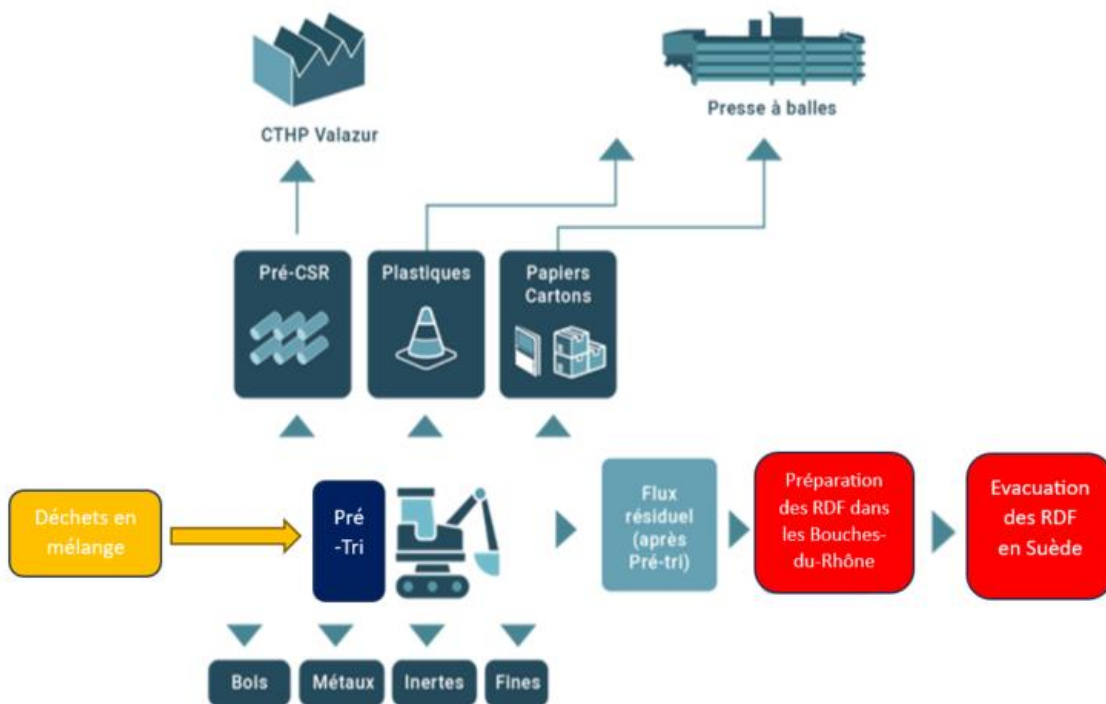 CTHP Valazur
Presse à balles
Pré-CSR
Plastiques
Papiers
Cartons
Déchets en
mélange
Pré
-Tri
Flux
résiduel
(après
Pré-tri)
Préparation
des RDF dans
les Bouches-
du-Rhône
Evacuation
des RDF
en Suède
Bois
Métaux
Inertes
Fines